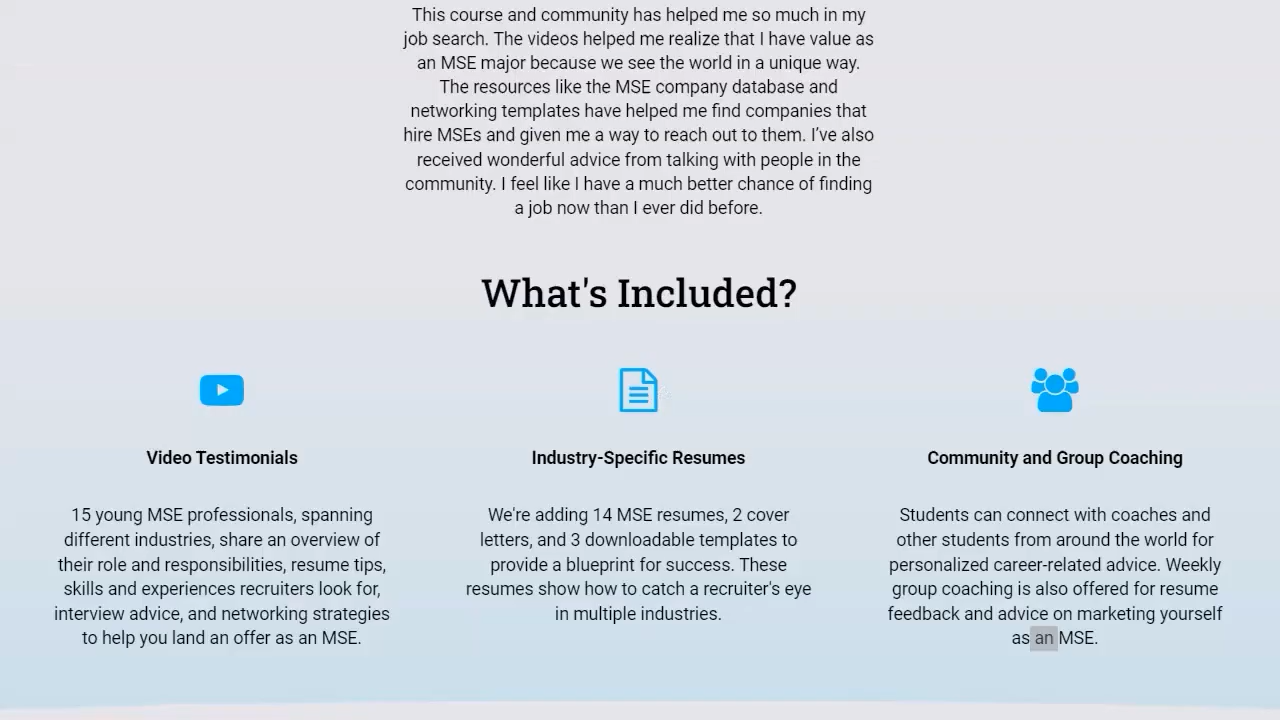 This course and community has helped me so much in my
job search. The videos helped me realize that I have value as
an MSE major because we see the world in a unique way.
The resources like the MSE company database and
networking templates have helped me find companies that
hire MSEs and given me a way to reach out to them. I’ve also
received wonderful advice from talking with people in the
community. I feel like I have a much better chance of finding
a job now than I ever did before.
What's Included?
Video Testimonials
15 young MSE professionals, spanning
different industries, share an overview of
their role and responsibilities, resume tips,
skills and experiences recruiters look for,
interview advice, and networking strategies
to help you land an offer as an MSE.
Industry-Specific Resumes
We're adding 14 MSE resumes, 2 cover
letters, and 3 downloadable templates to
provide a blueprint for success. These
resumes show how to catch a recruiter's eye
in multiple industries.
Community and Group Coaching
Students can connect with coaches and
other students from around the world for
personalized career-related advice. Weekly
group coaching is also offered for resume
feedback and advice on marketing yourself
as an MSE.